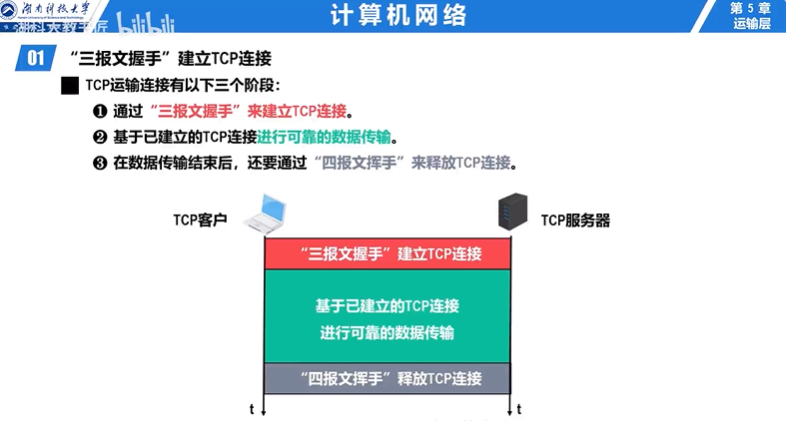 湖南科技大学
湖科大教书匠 bilibili
计算机网络
第 5 章
运输层
01 “三报文握手”建立TCP连接
TCP运输连接有以下三个阶段：
❶ 通过“三报文握手”来建立TCP连接。
❷ 基于已建立的TCP连接进行可靠的数据传输。
❸ 在数据传输结束后，还要通过“四报文挥手”来释放TCP连接。
TCP客户
TCP服务器
“三报文握手”建立TCP连接
基于已建立的TCP连接
进行可靠的数据传输
“四报文挥手”释放TCP连接
t
t